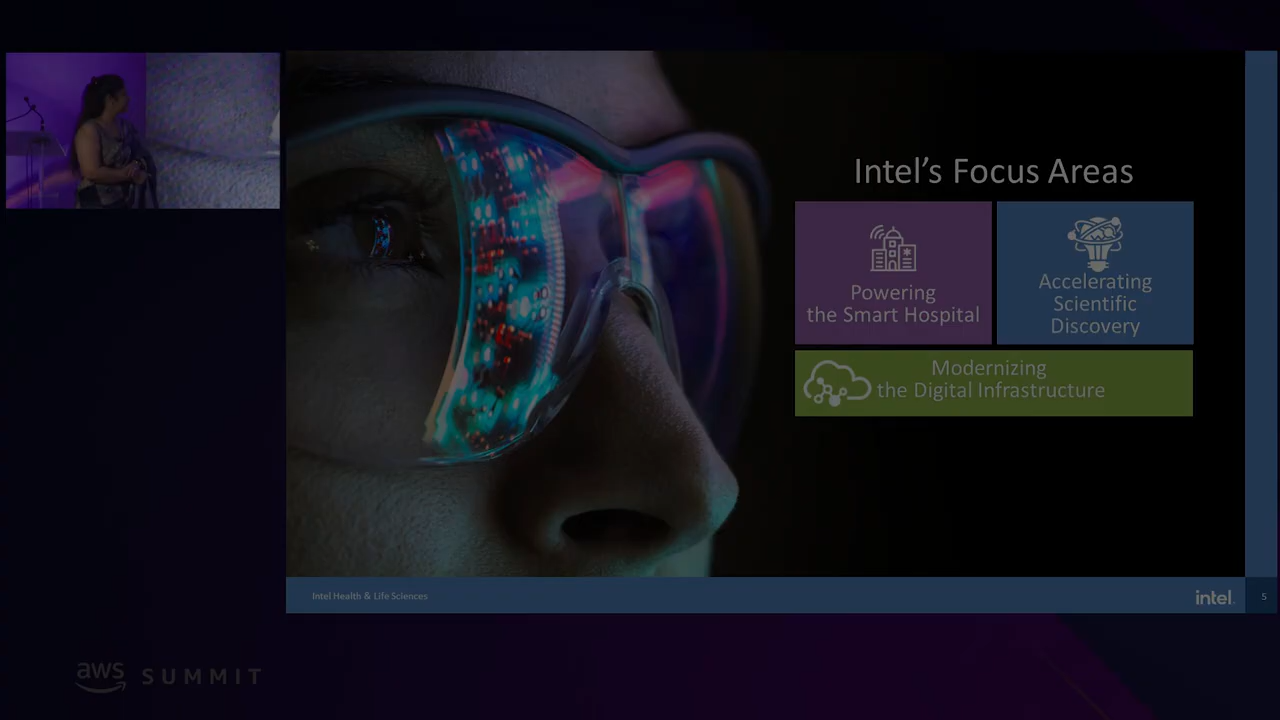 Intel's Focus Areas
Powering
the Smart Hospital
Accelerating
Scientific
Discovery
Modernizing
the Digital Infrastructure
Intel Health & Life Sciences
intel.
5
aws SUMMIT